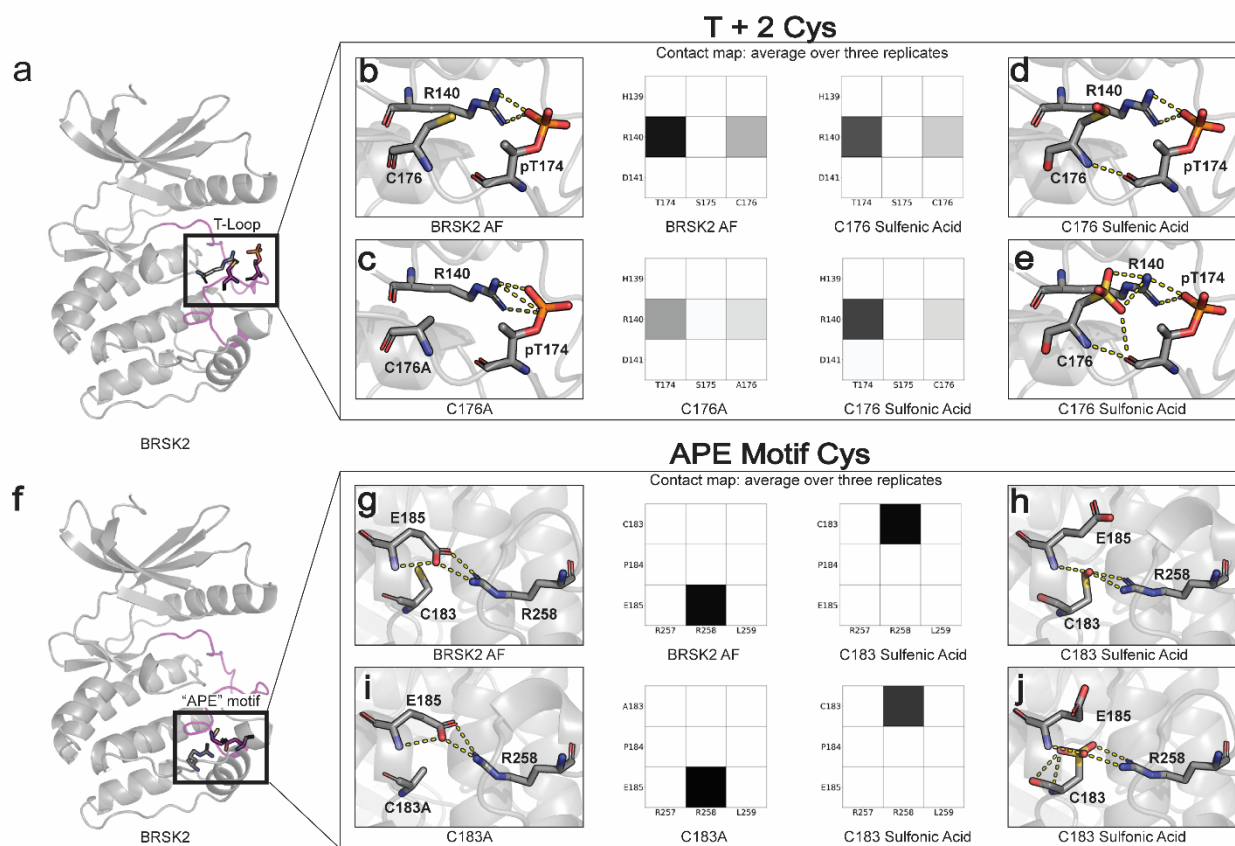 T + 2 Cys
Contact map: average over three replicates
a
T-Loop
BRSK2
b
R140
C176
pT174
BRSK2 AF
H139
R140
D141
T174 S175 C176
BRSK2 AF
C176 Sulfenic Acid
T174 S175 C176
d
R140
C176
pT174
C176 Sulfenic Acid
c
R140
C176A
pT174
C176A
H139
R140
D141
T174 S175 A176
C176A
H139
R140
D141
T174 S175 C176
C176 Sulfonic Acid
e
R140
C176
pT174
C176 Sulfonic Acid
H139
R140
D141
APE Motif Cys
Contact map: average over three replicates
f
"APE" motif
BRSK2
g
E185
C183
R258
BRSK2 AF
C183
P184
E185
R257 R258 L259
BRSK2 AF
C183
P184
E185
R257 R258 L259
C183 Sulfenic Acid
h
E185
C183
R258
C183 Sulfenic Acid
i
E185
C183A
R258
C183A
A183
P184
E185
R257 R258 L259
C183A
C183
P184
E185
R257 R258 L259
C183 Sulfonic Acid
j
E185
C183
R258
C183 Sulfonic Acid